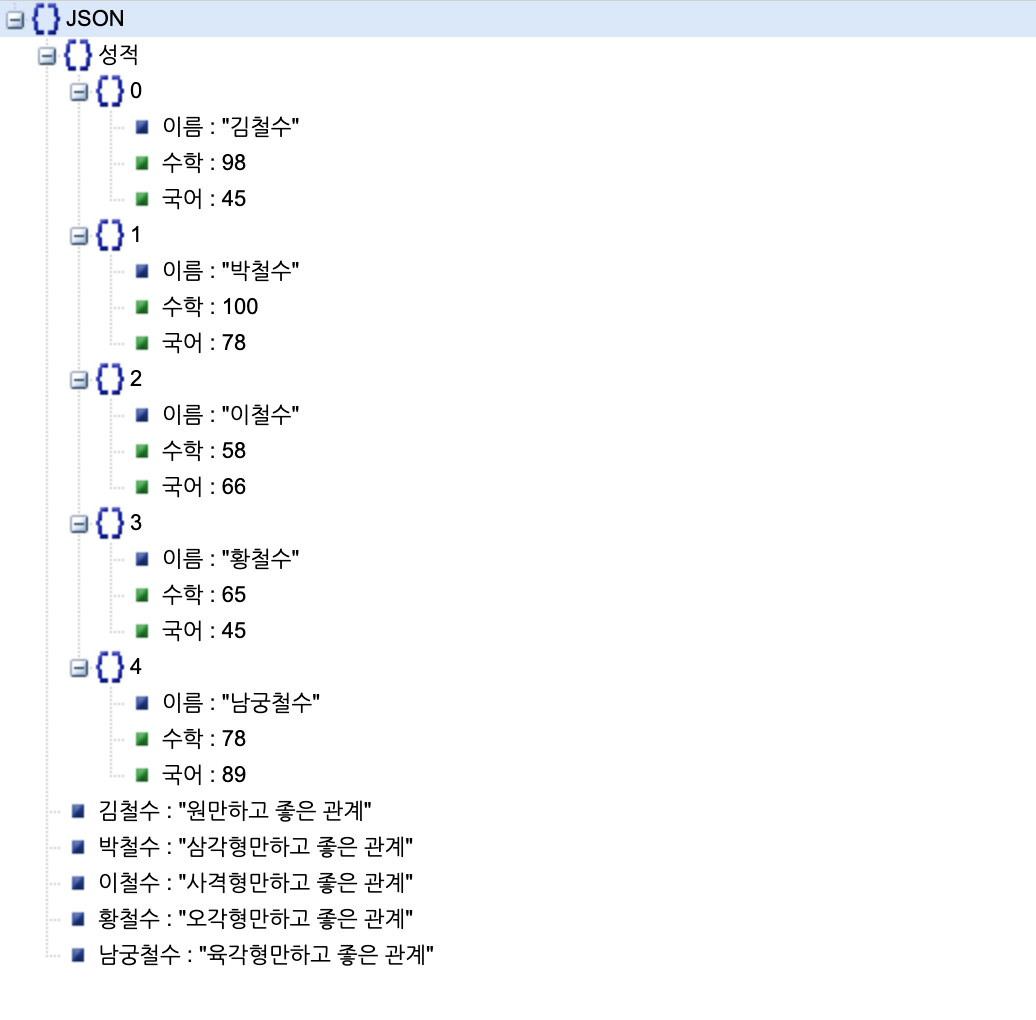 JSON
성적
0
이름 : "김철수"
수학 : 98
국어 : 45
1
이름 : "박철수"
수학 : 100
국어 : 78
2
이름 : "이철수"
수학 : 58
국어 : 66
3
이름 : "황철수"
수학 : 65
국어 : 45
4
이름 : "남궁철수"
수학 : 78
국어 : 89
김철수 : "원만하고 좋은 관계"
박철수 : "삼각형만하고 좋은 관계"
이철수 : "사격형만하고 좋은 관계"
황철수 : "오각형만하고 좋은 관계"
남궁철수 : "육각형만하고 좋은 관계"